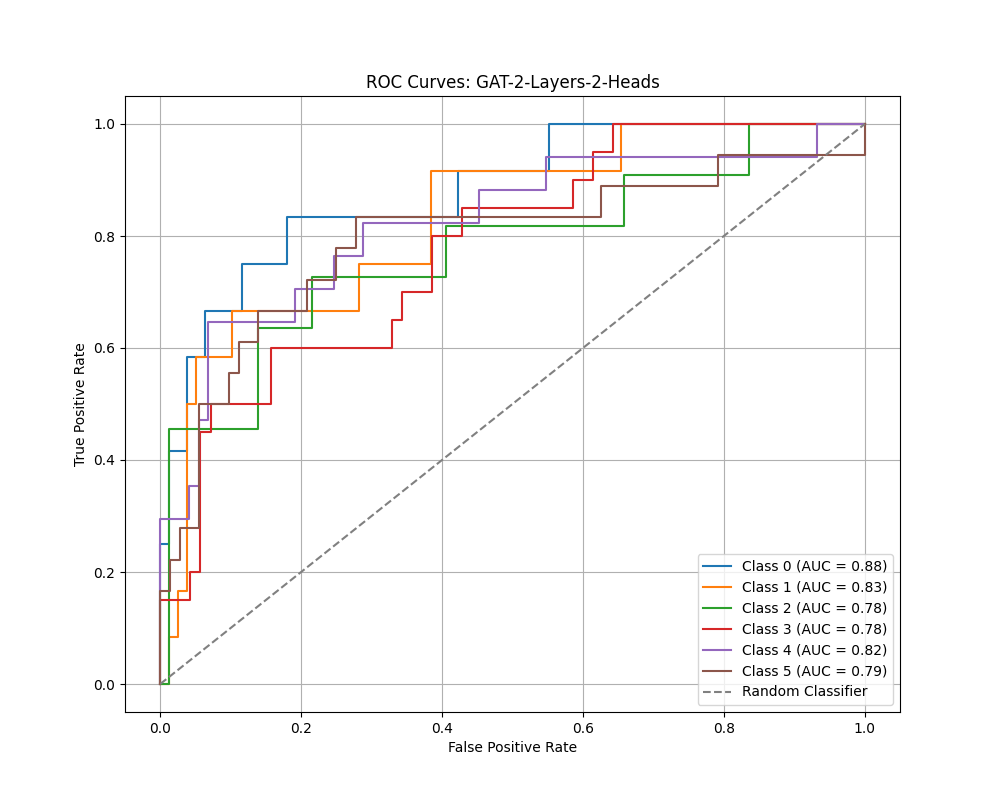 ROC Curves: GAT-2-Layers-2-Heads
1.0
0.8
0.6
0.4
0.2
0.0
True Positive Rate
0.0 0.2 0.4 0.6 0.8 1.0
False Positive Rate
Class 0 (AUC = 0.88)
Class 1 (AUC = 0.83)
Class 2 (AUC = 0.78)
Class 3 (AUC = 0.78)
Class 4 (AUC = 0.82)
Class 5 (AUC = 0.79)
Random Classifier